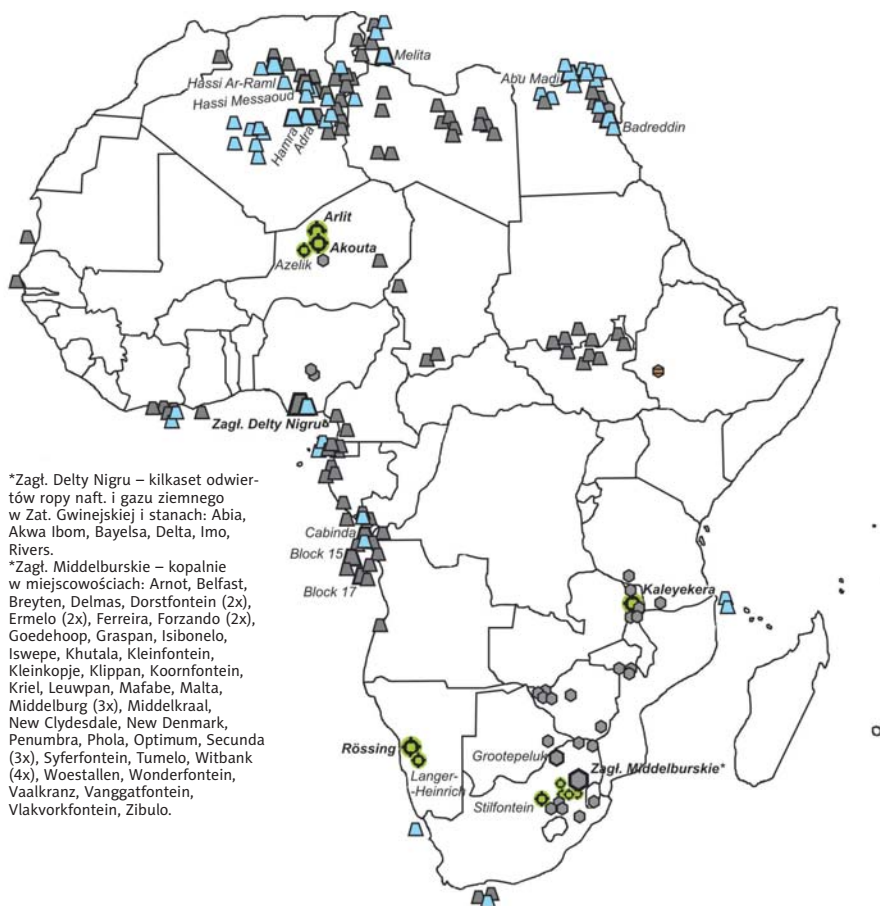 Melita
Hassi Ar-Raml
Abu Madi
Hassi Messaoud
Badreddin
Hamra
Adra
Arlit
Akouta
Azelik
Zagł. Delty Nigru*
*Zagł. Delty Nigru – kilkaset odwier-
tów ropy naft. i gazu ziemnego
w Zat. Gwinejskiej i stanach: Abia,
Akwa Ibom, Bayelsa, Delta, Imo,
Rivers.
*Zagł. Middelburskie – kopalnie
w miejscowościach: Arnot, Belfast,
Breyten, Delmas, Dorstfontein (2x),
Ermelo (2x), Ferreira, Forzando (2x),
Goedehoop, Graspan, Isibonelo,
Iswepe, Khutala, Kleinfontein,
Kleinkopje, Klippan, Koornfontein,
Kriel, Leuwpan, Mafabe, Malta,
Middelburg (3x), Middelkraal,
New Clydesdale, New Denmark,
Penumbra, Phola, Optimum, Secunda
(3x), Syferfontein, Tumelo, Witbank
(4x), Woestallen, Wonderfontein,
Vaalkranz, Vanggatfontein,
Vlakvorkfontein, Zibulo.
Cabinda
Block 15
Block 17
Kaleyekera
Rössing
Langer-
-Heinrich
Grootepeluk
Zagł. Middelburskie*
Stilfontein